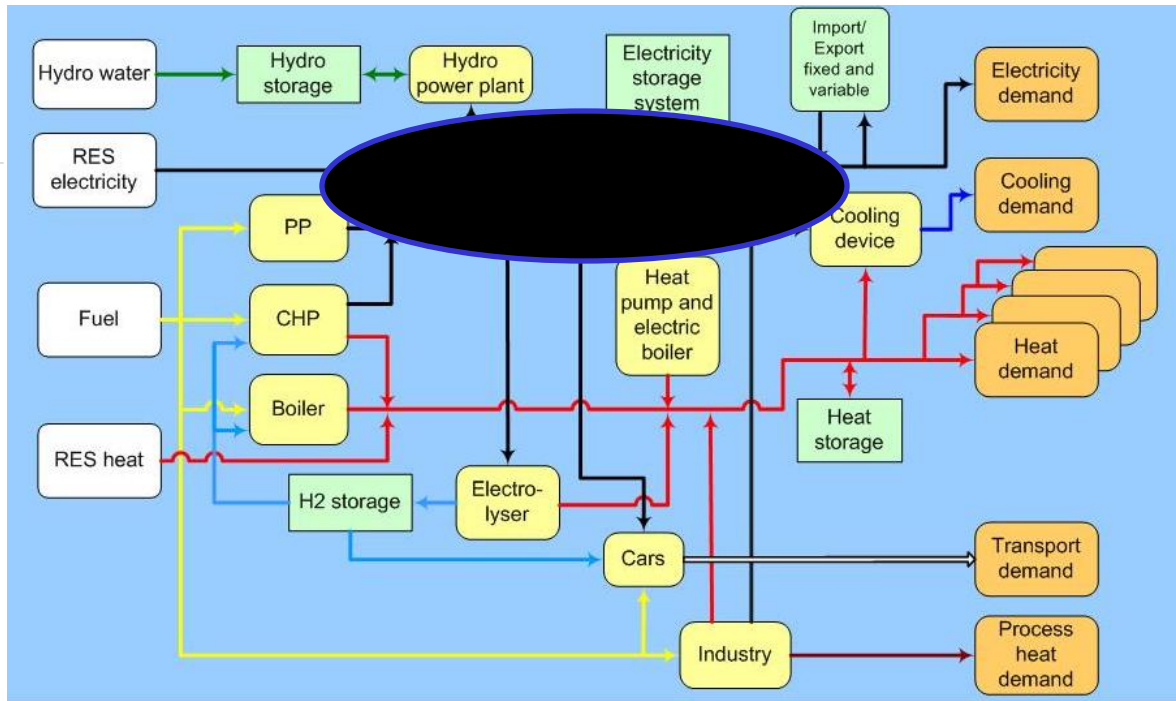 Hydro water
Hydro
storage
Hydro
power plant
Electricity
storage
system
Import/
Export
fixed and
variable
Electricity
demand
RES
electricity
PP
Cooling
device
Cooling
demand
Fuel
CHP
Heat
pump and
electric
boiler
Heat
demand
Boiler
Heat
storage
RES heat
H2 storage
Electro-
lyser
Cars
Transport
demand
Industry
Process
heat
demand